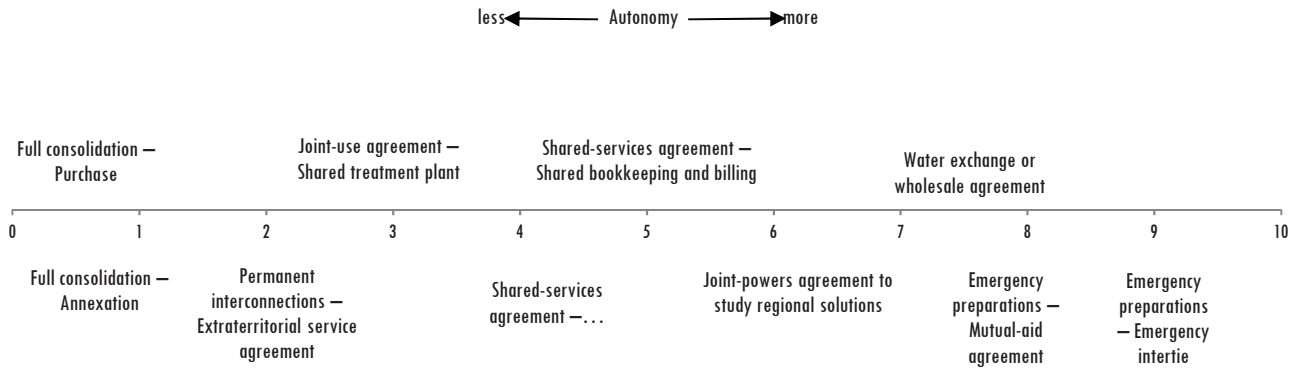 less Autonomy more
Full consolidation –
Purchase
Joint-use agreement –
Shared treatment plant
Shared-services agreement –
Shared bookkeeping and billing
Water exchange or
wholesale agreement
0 1 2 3 4 5 6 7 8 9 10
Full consolidation –
Annexation
Permanent
interconnections –
Extraterritorial service
agreement
Shared-services
agreement –…
Joint-powers agreement to
study regional solutions
Emergency
preparations –
Mutual-aid
agreement
Emergency
preparations
– Emergency
intertie